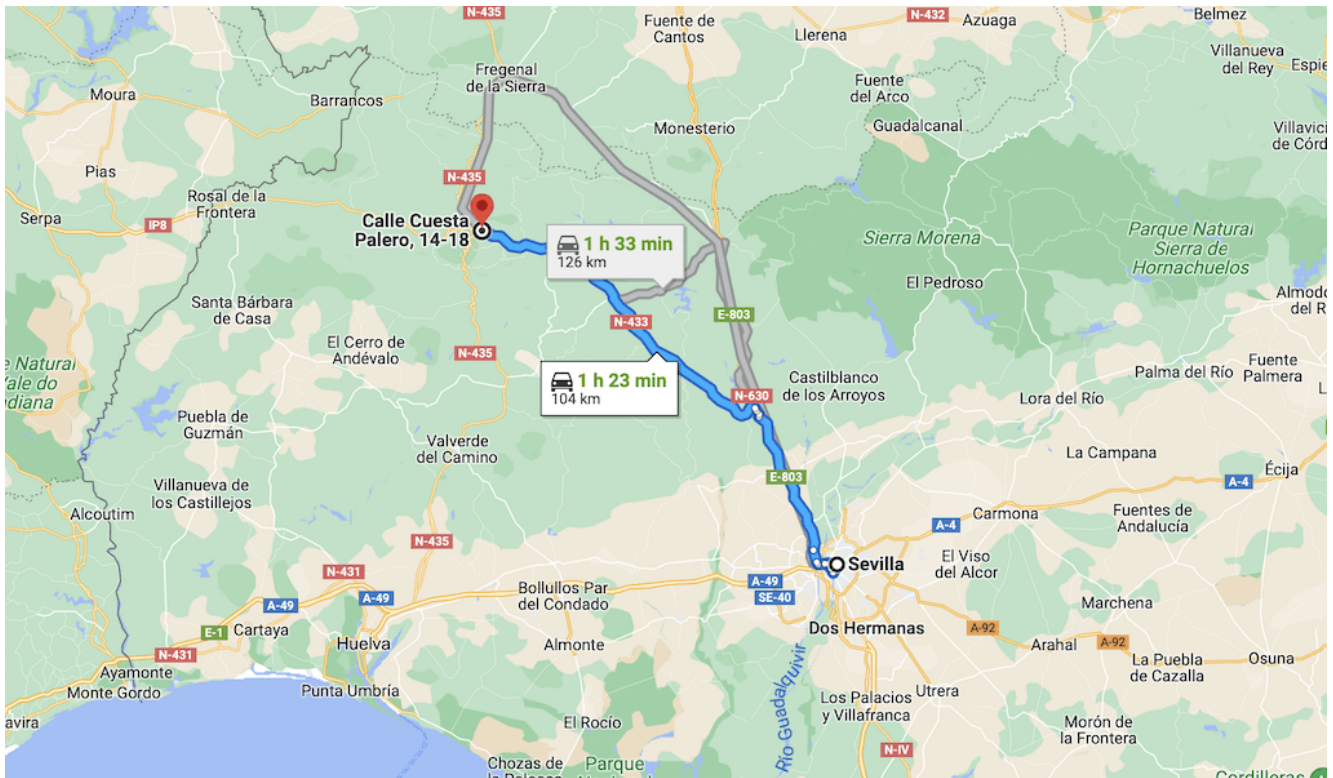 N-435
Fuente de
Cantos
N-432
Azuaga
Belmez
Llerena
Villanueva
del Rey
Espie
Fregenal
de la Sierra
Moura
Barrancos
Fuente
del Arco
Monesterio
Guadalcanal
Villavici
de Córd
Pias
N-435
Rosal de la
Frontera
Serpa
IP8
Calle Cuesta
Palero, 14-18
1 h 33 min
126 km
Sierra Morena
Parque Natural
Sierra de
Hornachuelos
El Pedroso
Almodo
del R
Santa Bárbara
de Casa
N-433
E-803
El Cerro de
Andévalo
N-435
e Natural
Vale do
diana
1 h 23 min
104 km
Castilblanco
de los Arroyos
N-630
Palma del Río
Fuente
Palmera
Lora del Río
L
Puebla de
Guzmán
Valverde
del Camino
La Campana
Écija
E-803
A-4
Villanueva de
los Castillejos
Alcoutim
Carmona
A-4
Fuentes de
Andalucía
N-435
El Viso
del Alcor
Sevilla
N-431
A-49
A-49
Bollullos Par
del Condado
A-49
SE-40
Marchena
E-1
Cartaya
Huelva
Almonte
Dos Hermanas
A-92
Arahal
A-92
N-431
La Puebla
de Cazalla
Osuna
Ayamonte
Monte Gordo
Punta Umbría
Río Guadalquivir
Los Palacios
y Villafranca
Utrera
avira
El Rocío
Morón de
la Frontera
N-IV
Chozas de
Parque
Cordilleras